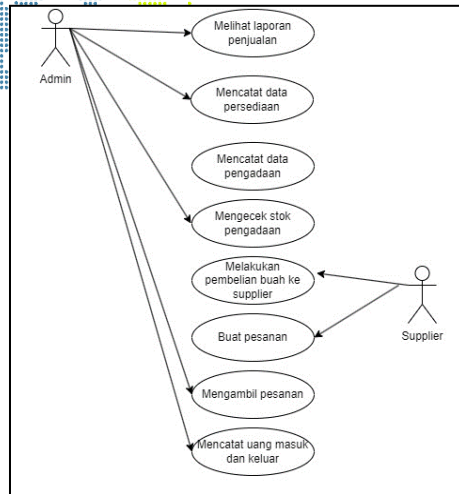 Melihat laporan
penjualan
Admin
Mencatat data
persediaan
Mencatat data
pengadaan
Mengecek stok
pengadaan
Melakukan
pembelian buah ke
supplier
Buat pesanan
Supplier
Mengambil pesanan
Mencatat uang masuk
dan keluar